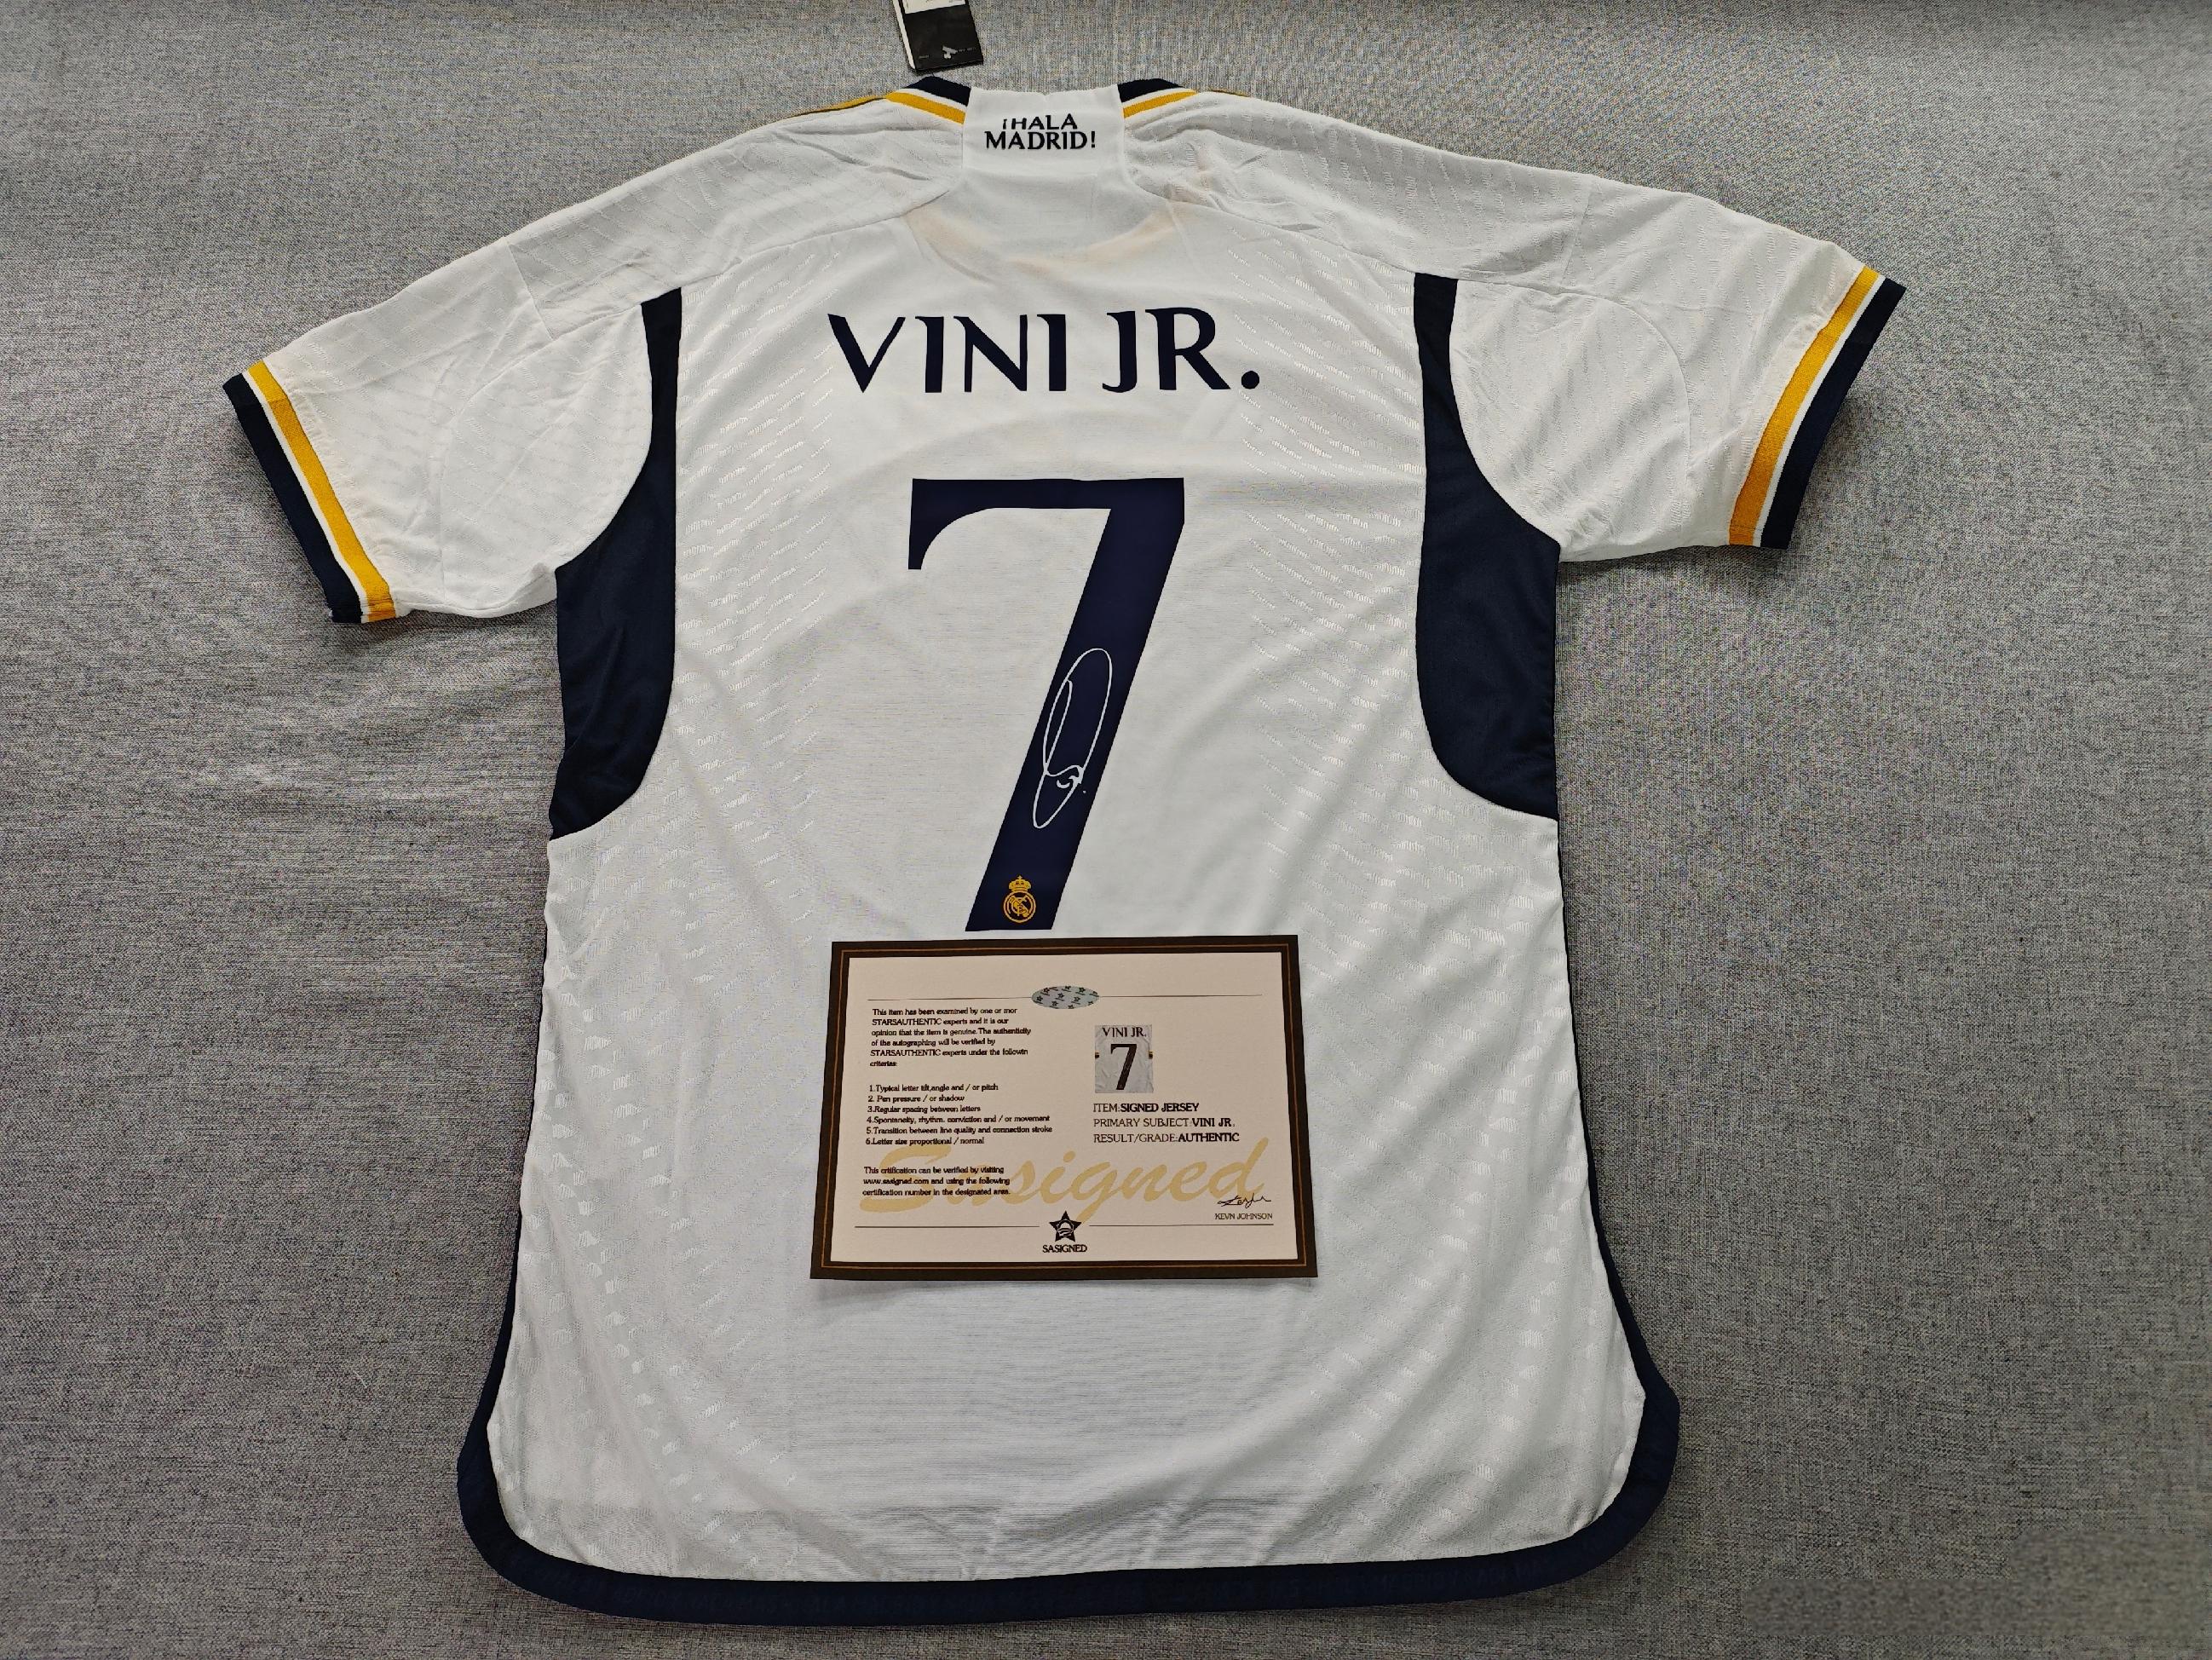 ¡HALA
MADRID!
VINI JR.
7
This item has been examined by one or mor
STARSAUTHENTIC experts and it is our
opinion that the item is genuine.The authenticity
of the autographing will be verified by
STARSAUTHENTIC experts under the followin
criterias:
1.Typical letter tilt,angle and / or pitch
2. Pen pressure / or shadow
3.Regular spacing between letters
4.Spontaneity, rhythm, conviction and / or movement
5.Transition between line quality and connection stroke
6.Letter size proportional / normal
This critification can be verified by visiting
www.sasigned.com and using the following
certification number in the designated area.
VINI JR.
7
ITEM:SIGNED JERSEY
PRIMARY SUBJECT:VINI JR.
RESULT/GRADE:AUTHENTIC
Sasigned
KEVN JOHNSON
SASIGNED